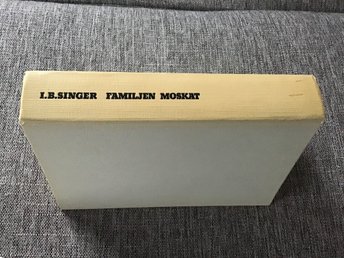 I.B.SINGER FAMILJEN MOSKAT